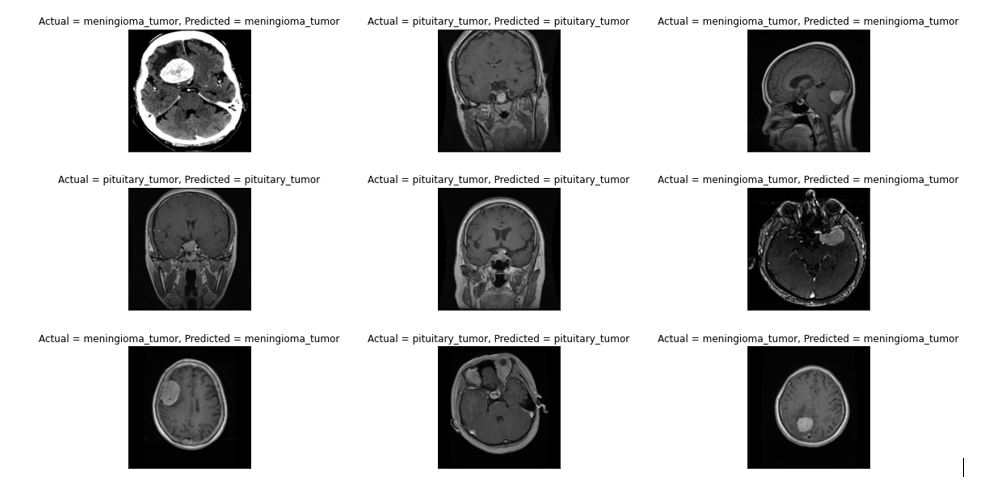 Actual = meningioma_tumor, Predicted = meningioma_tumor
Actual = pituitary_tumor, Predicted = pituitary_tumor
Actual = meningioma_tumor, Predicted = meningioma_tumor
Actual = pituitary_tumor, Predicted = pituitary_tumor
Actual = pituitary_tumor, Predicted = pituitary_tumor
Actual = meningioma_tumor, Predicted = meningioma_tumor
Actual = meningioma_tumor, Predicted = meningioma_tumor
Actual = pituitary_tumor, Predicted = pituitary_tumor
Actual = meningioma_tumor, Predicted = meningioma_tumor